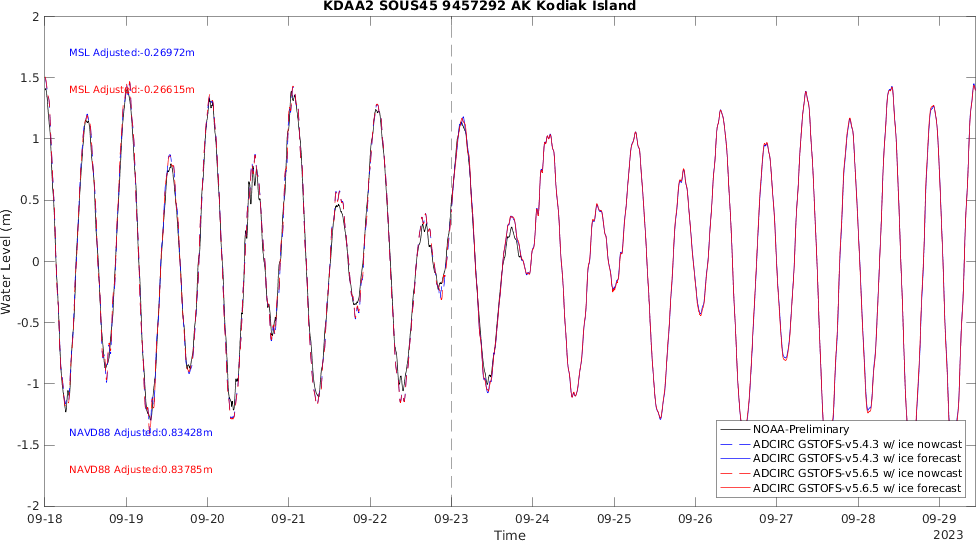 KDAA2 SOUS45 9457292 AK Kodiak Island
2
1.5
1
0.5
0
-0.5
-1
-1.5
-2
Water Level (m)
MSL Adjusted:-0.26972m
MSL Adjusted:-0.26615m
NAVD88 Adjusted:0.83428m
NAVD88 Adjusted:0.83785m
NOAA-Preliminary
ADCIRC GSTOFS-v5.4.3 w/ ice nowcast
ADCIRC GSTOFS-v5.4.3 w/ ice forecast
ADCIRC GSTOFS-v5.6.5 w/ ice nowcast
ADCIRC GSTOFS-v5.6.5 w/ ice forecast
09-18 09-19 09-20 09-21 09-22 09-23 09-24 09-25 09-26 09-27 09-28 09-29
Time
2023